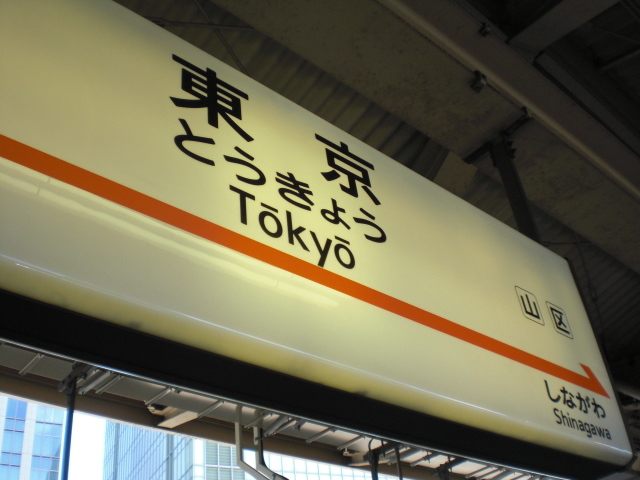 東京
とうきょう
Tōkyō
山区
しながわ
Shinagawa